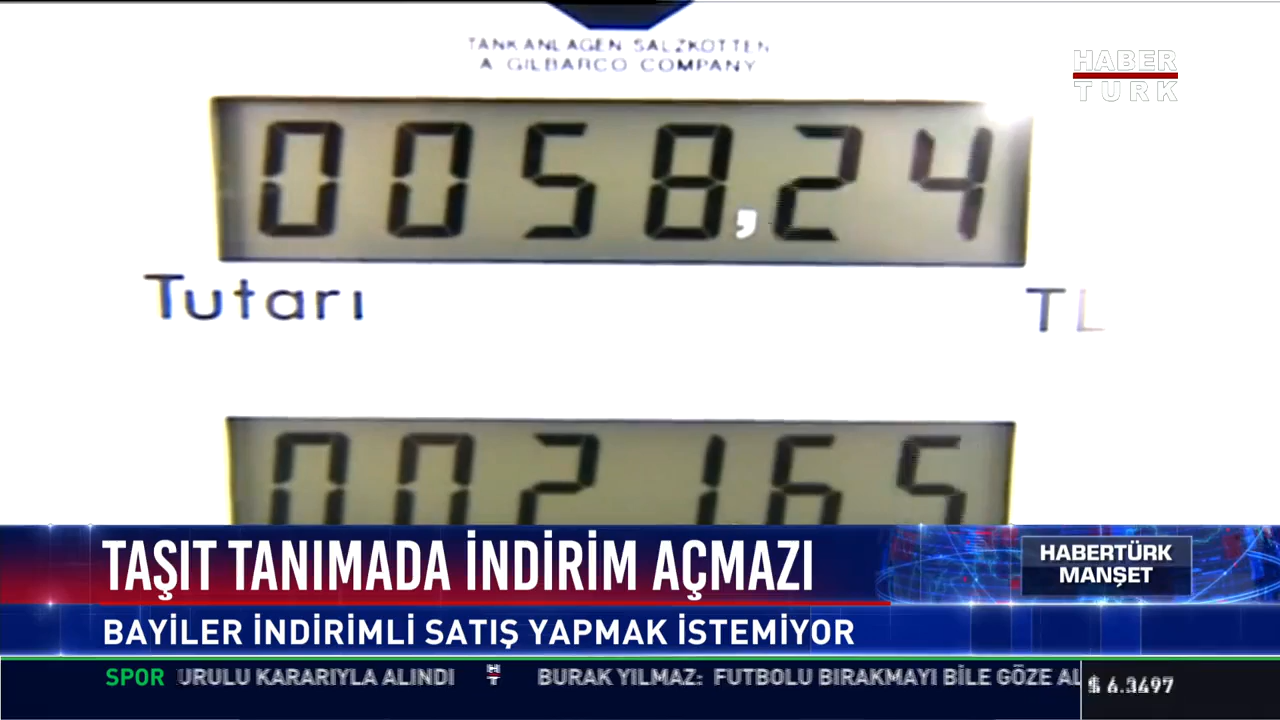 TANKANLAGEN SALZKOTTEN
A GILBARCO COMPANY
HABER
TURK
0058,24
Tutarı
TL
002165
TAŞIT TANIMADA İNDİRİM AÇMAZI
HABERTÜRK
MANŞET
BAYİLER İNDİRİMLİ SATIŞ YAPMAK İSTEMİYOR
SPOR URULU KARARIYLA ALINDI HT BURAK YILMAZ: FUTBOLU BIRAKMAYI BİLE GÖZE AL
$ 6.3497